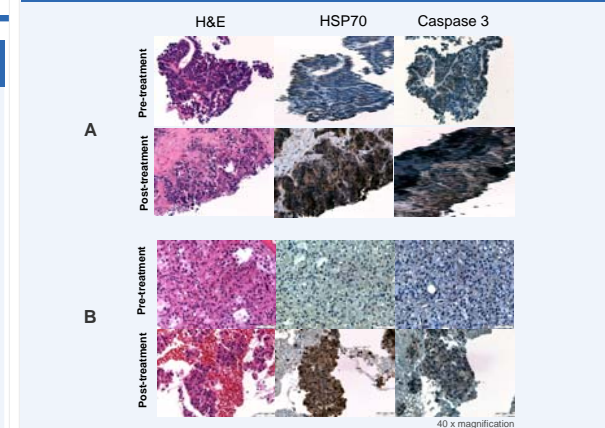 H&E HSP70 Caspase 3
Pre-treatment
A
Post-treatment
Pre-treatment
B
Post-treatment
40 x magnification